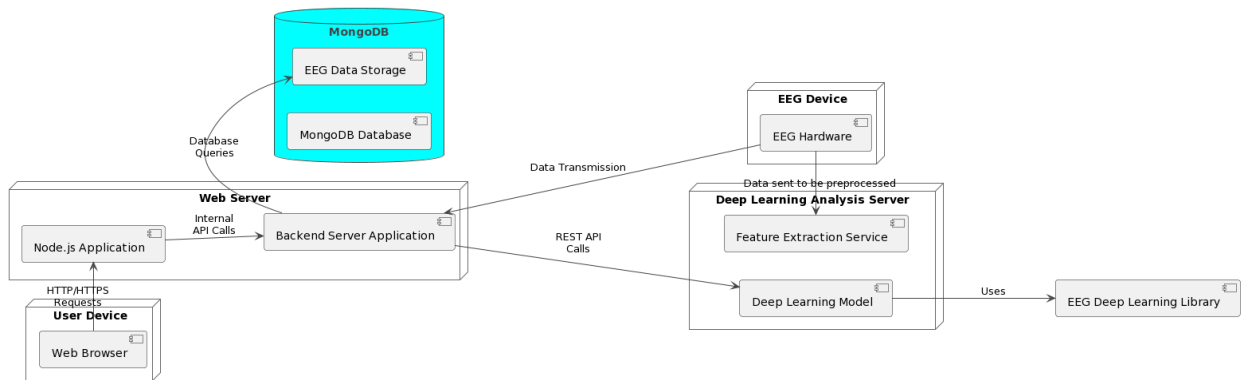 MongoDB
EEG Data Storage
MongoDB Database
Database
Queries
EEG Device
EEG Hardware
Data Transmission
Data sent to be preprocessed
Web Server
Node.js Application
Internal
API Calls
Backend Server Application
REST API
Calls
Deep Learning Analysis Server
Feature Extraction Service
Deep Learning Model
Uses
EEG Deep Learning Library
HTTP/HTTPS
Requests
User Device
Web Browser